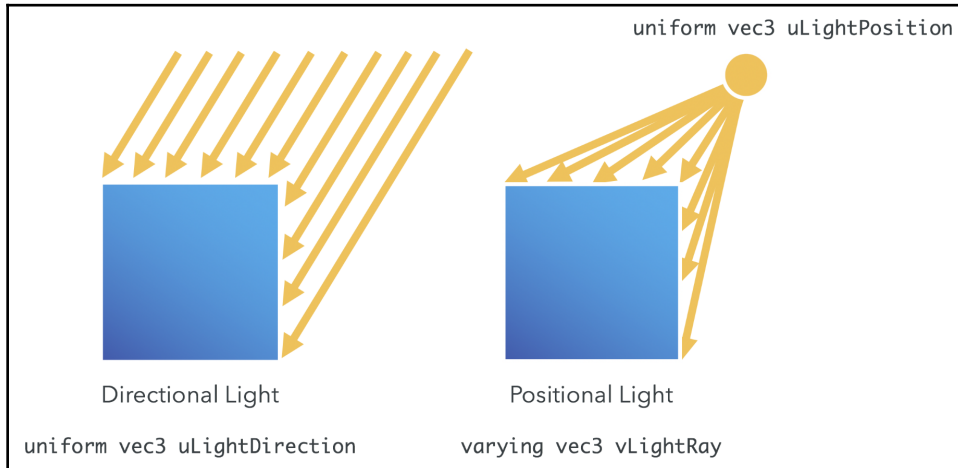 uniform vec3 uLightPosition
Directional Light
Positional Light
uniform vec3 uLightDirection
varying vec3 vLightRay